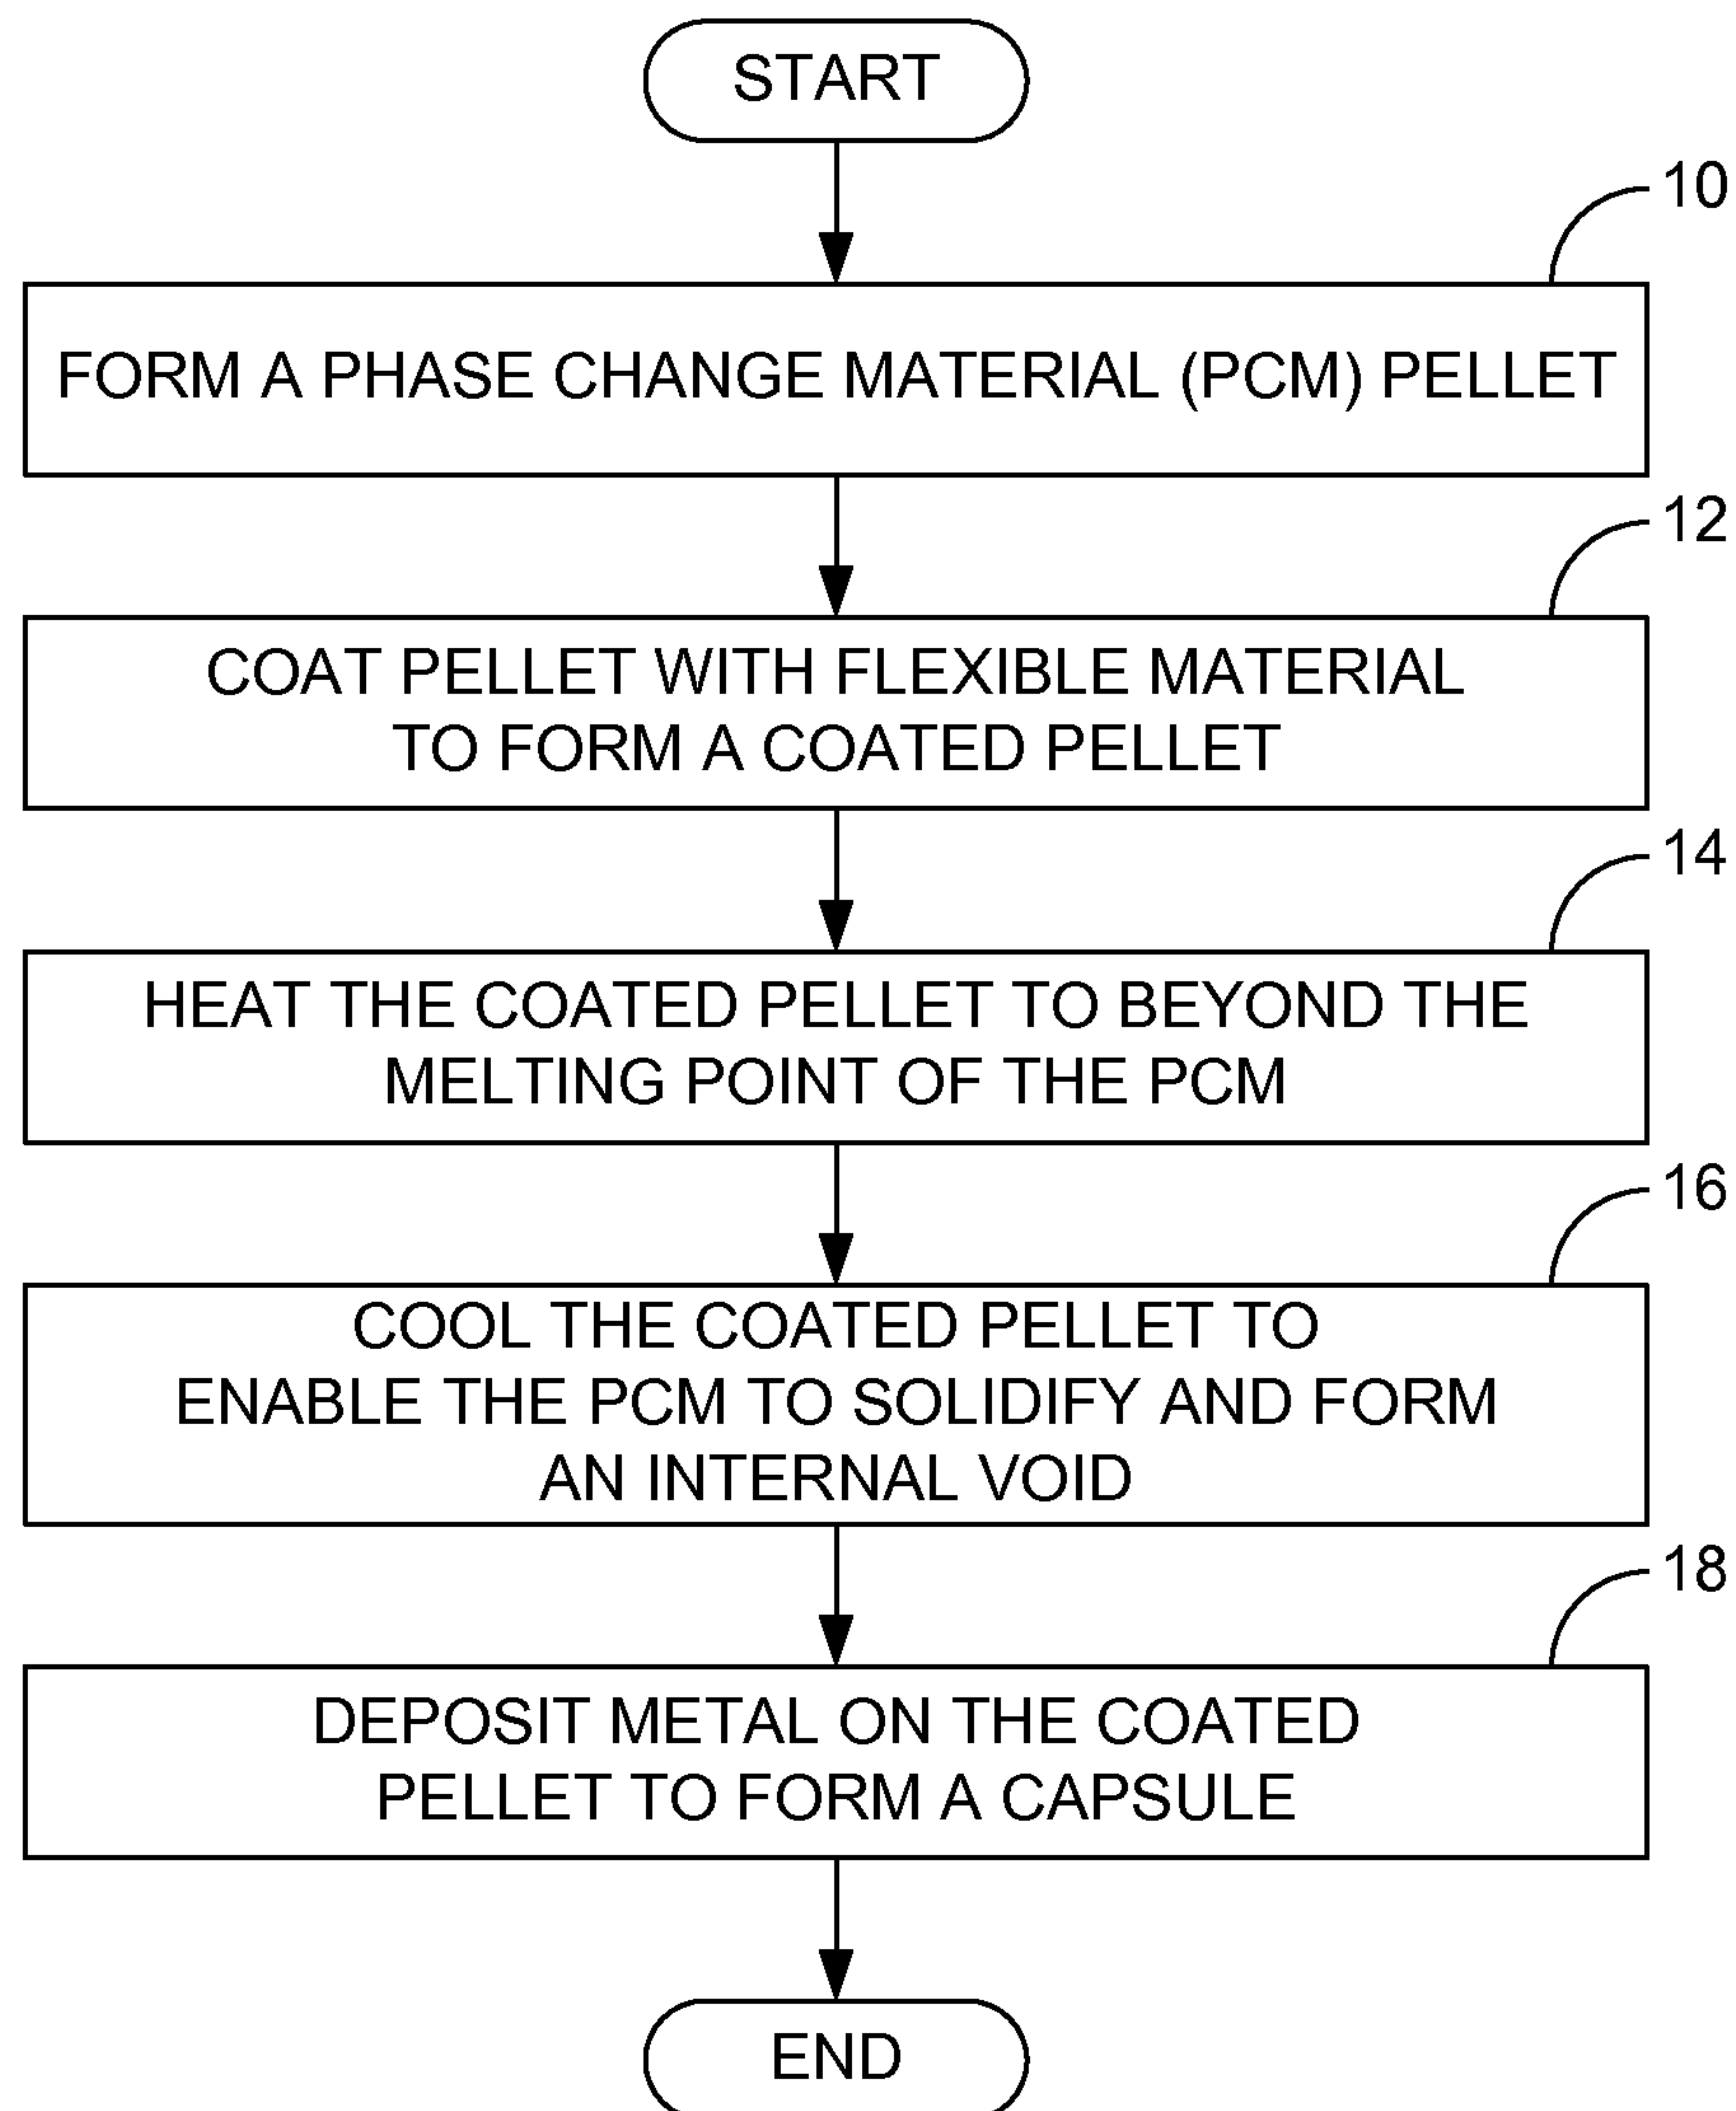 START
10
FORM A PHASE CHANGE MATERIAL (PCM) PELLET
12
COAT PELLET WITH FLEXIBLE MATERIAL
TO FORM A COATED PELLET
14
HEAT THE COATED PELLET TO BEYOND THE
MELTING POINT OF THE PCM
16
COOL THE COATED PELLET TO
ENABLE THE PCM TO SOLIDIFY AND FORM
AN INTERNAL VOID
18
DEPOSIT METAL ON THE COATED
PELLET TO FORM A CAPSULE
END